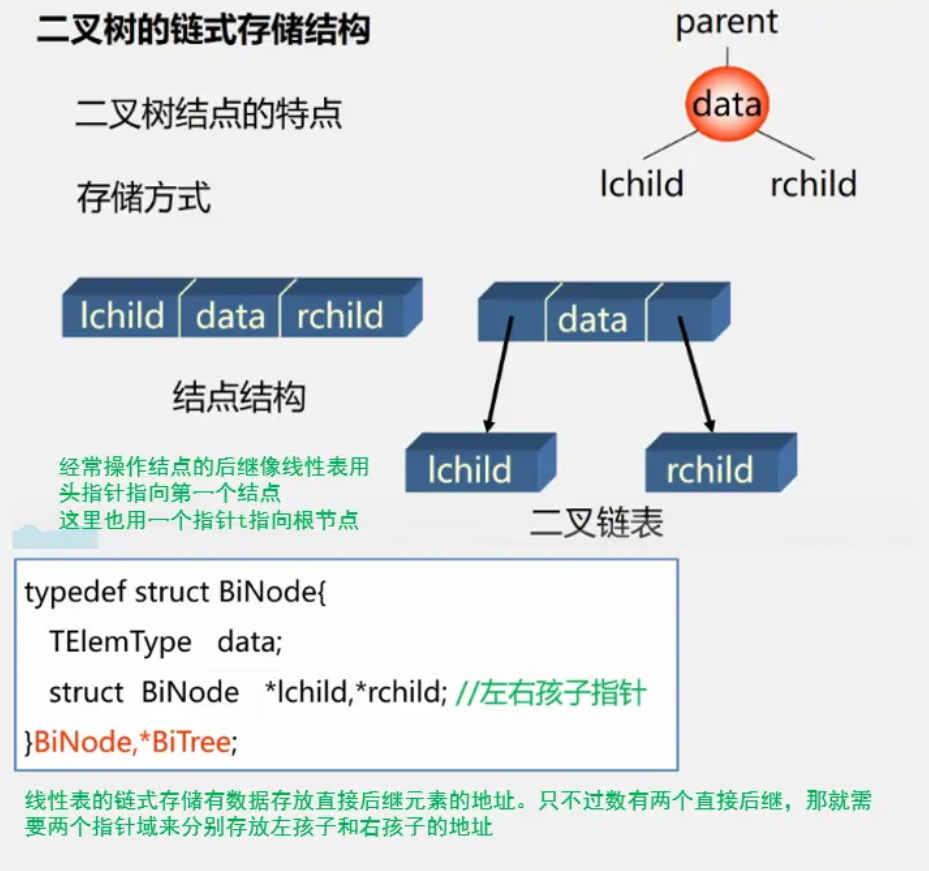 二叉树的链式存储结构
parent
二叉树结点的特点
data
存储方式
lchild
rchild
lchild data rchild
data
结点结构
lchild
rchild
二叉链表
经常操作结点的后继像线性表用
头指针指向第一个结点
这里也用一个指针t指向根节点
typedef struct BiNode{
TElemType data;
struct BiNode *lchild,*rchild; //左右孩子指针
}BiNode,*BiTree;
线性表的链式存储有数据存放直接后继元素的地址。只不过数有两个直接后继，那就需
要两个指针域来分别存放左孩子和右孩子的地址